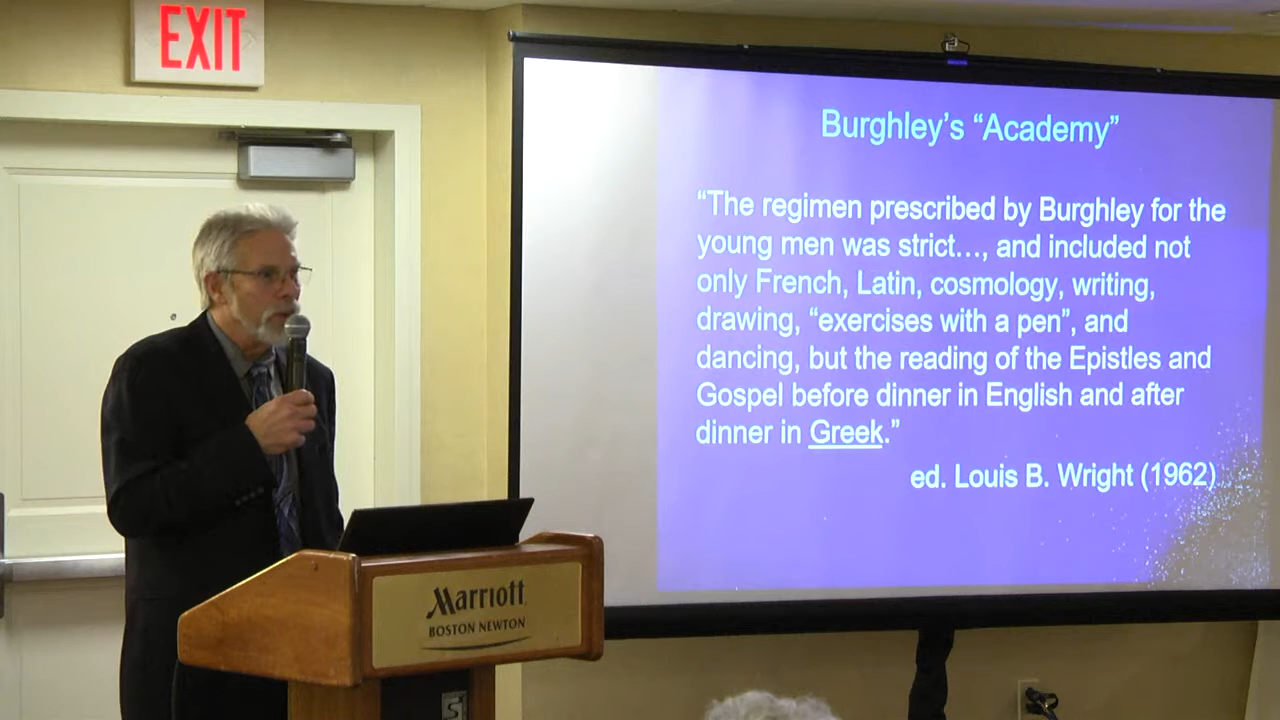 EXIT
Burghley's “Academy”
“The regimen prescribed by Burghley for the
young men was strict…, and included not
only French, Latin, cosmology, writing,
drawing, “exercises with a pen”, and
dancing, but the reading of the Epistles and
Gospel before dinner in English and after
dinner in Greek.”
ed. Louis B. Wright (1962)
Marriott
BOSTON NEWTON